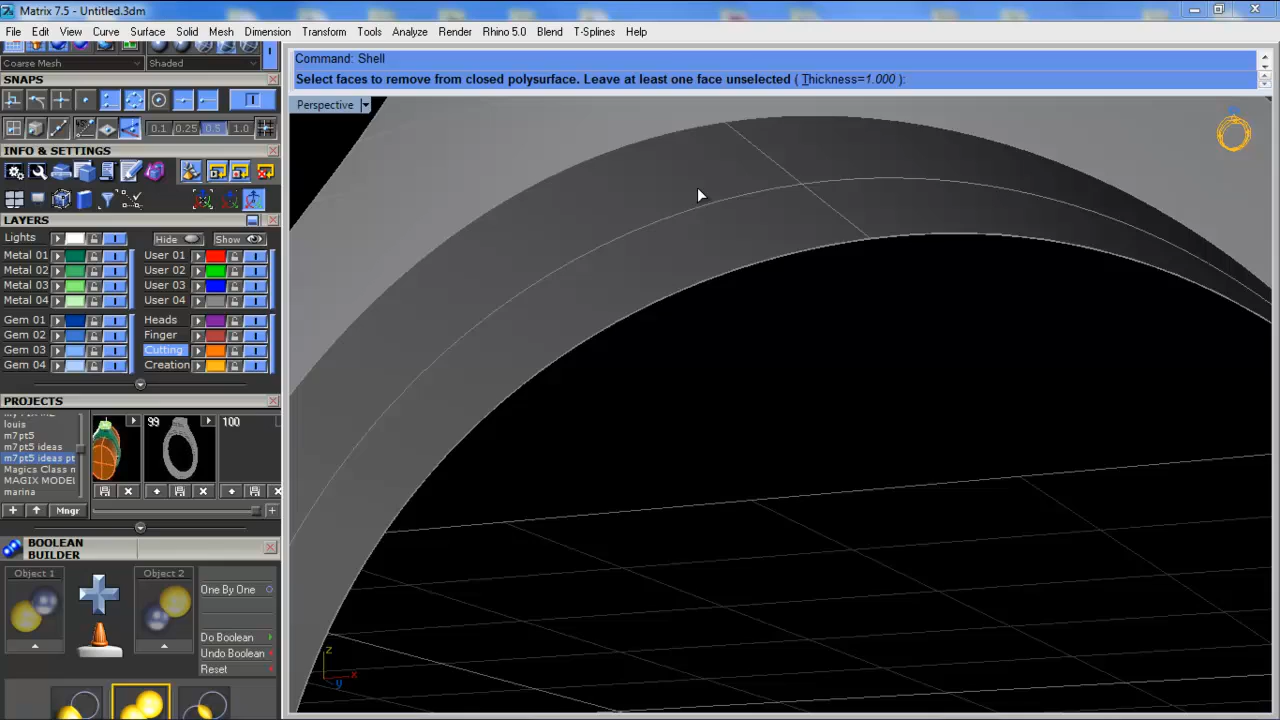 Matrix 7.5 - Untitled.3dm
File Edit View Curve Surface Solid Mesh Dimension Transform Tools Analyze Render Rhino 5.0 Blend T-Splines Help
Coarse Mesh
Shaded
Command: Shell
Select faces to remove from closed polysurface. Leave at least one face unselected ( Thickness=1.000 ):
SNAPS
0.1 0.25 0.5 1.0
INFO & SETTINGS
LAYERS
Lights Hide Show
Metal 01 User 01
Metal 02 User 02
Metal 03 User 03
Metal 04 User 04
Gem 01 Heads
Gem 02 Finger
Gem 03 Cutting
Gem 04 Creation
PROJECTS
louis
m7pt5
m7pt5 ideas
m7pt5 ideas pt
Magics Class n
MAGIX MODEL
marina
99
100
Mngr
BOOLEAN
BUILDER
Object 1
Object 2
One By One
Do Boolean
Undo Boolean
Reset
Perspective
z
x
y